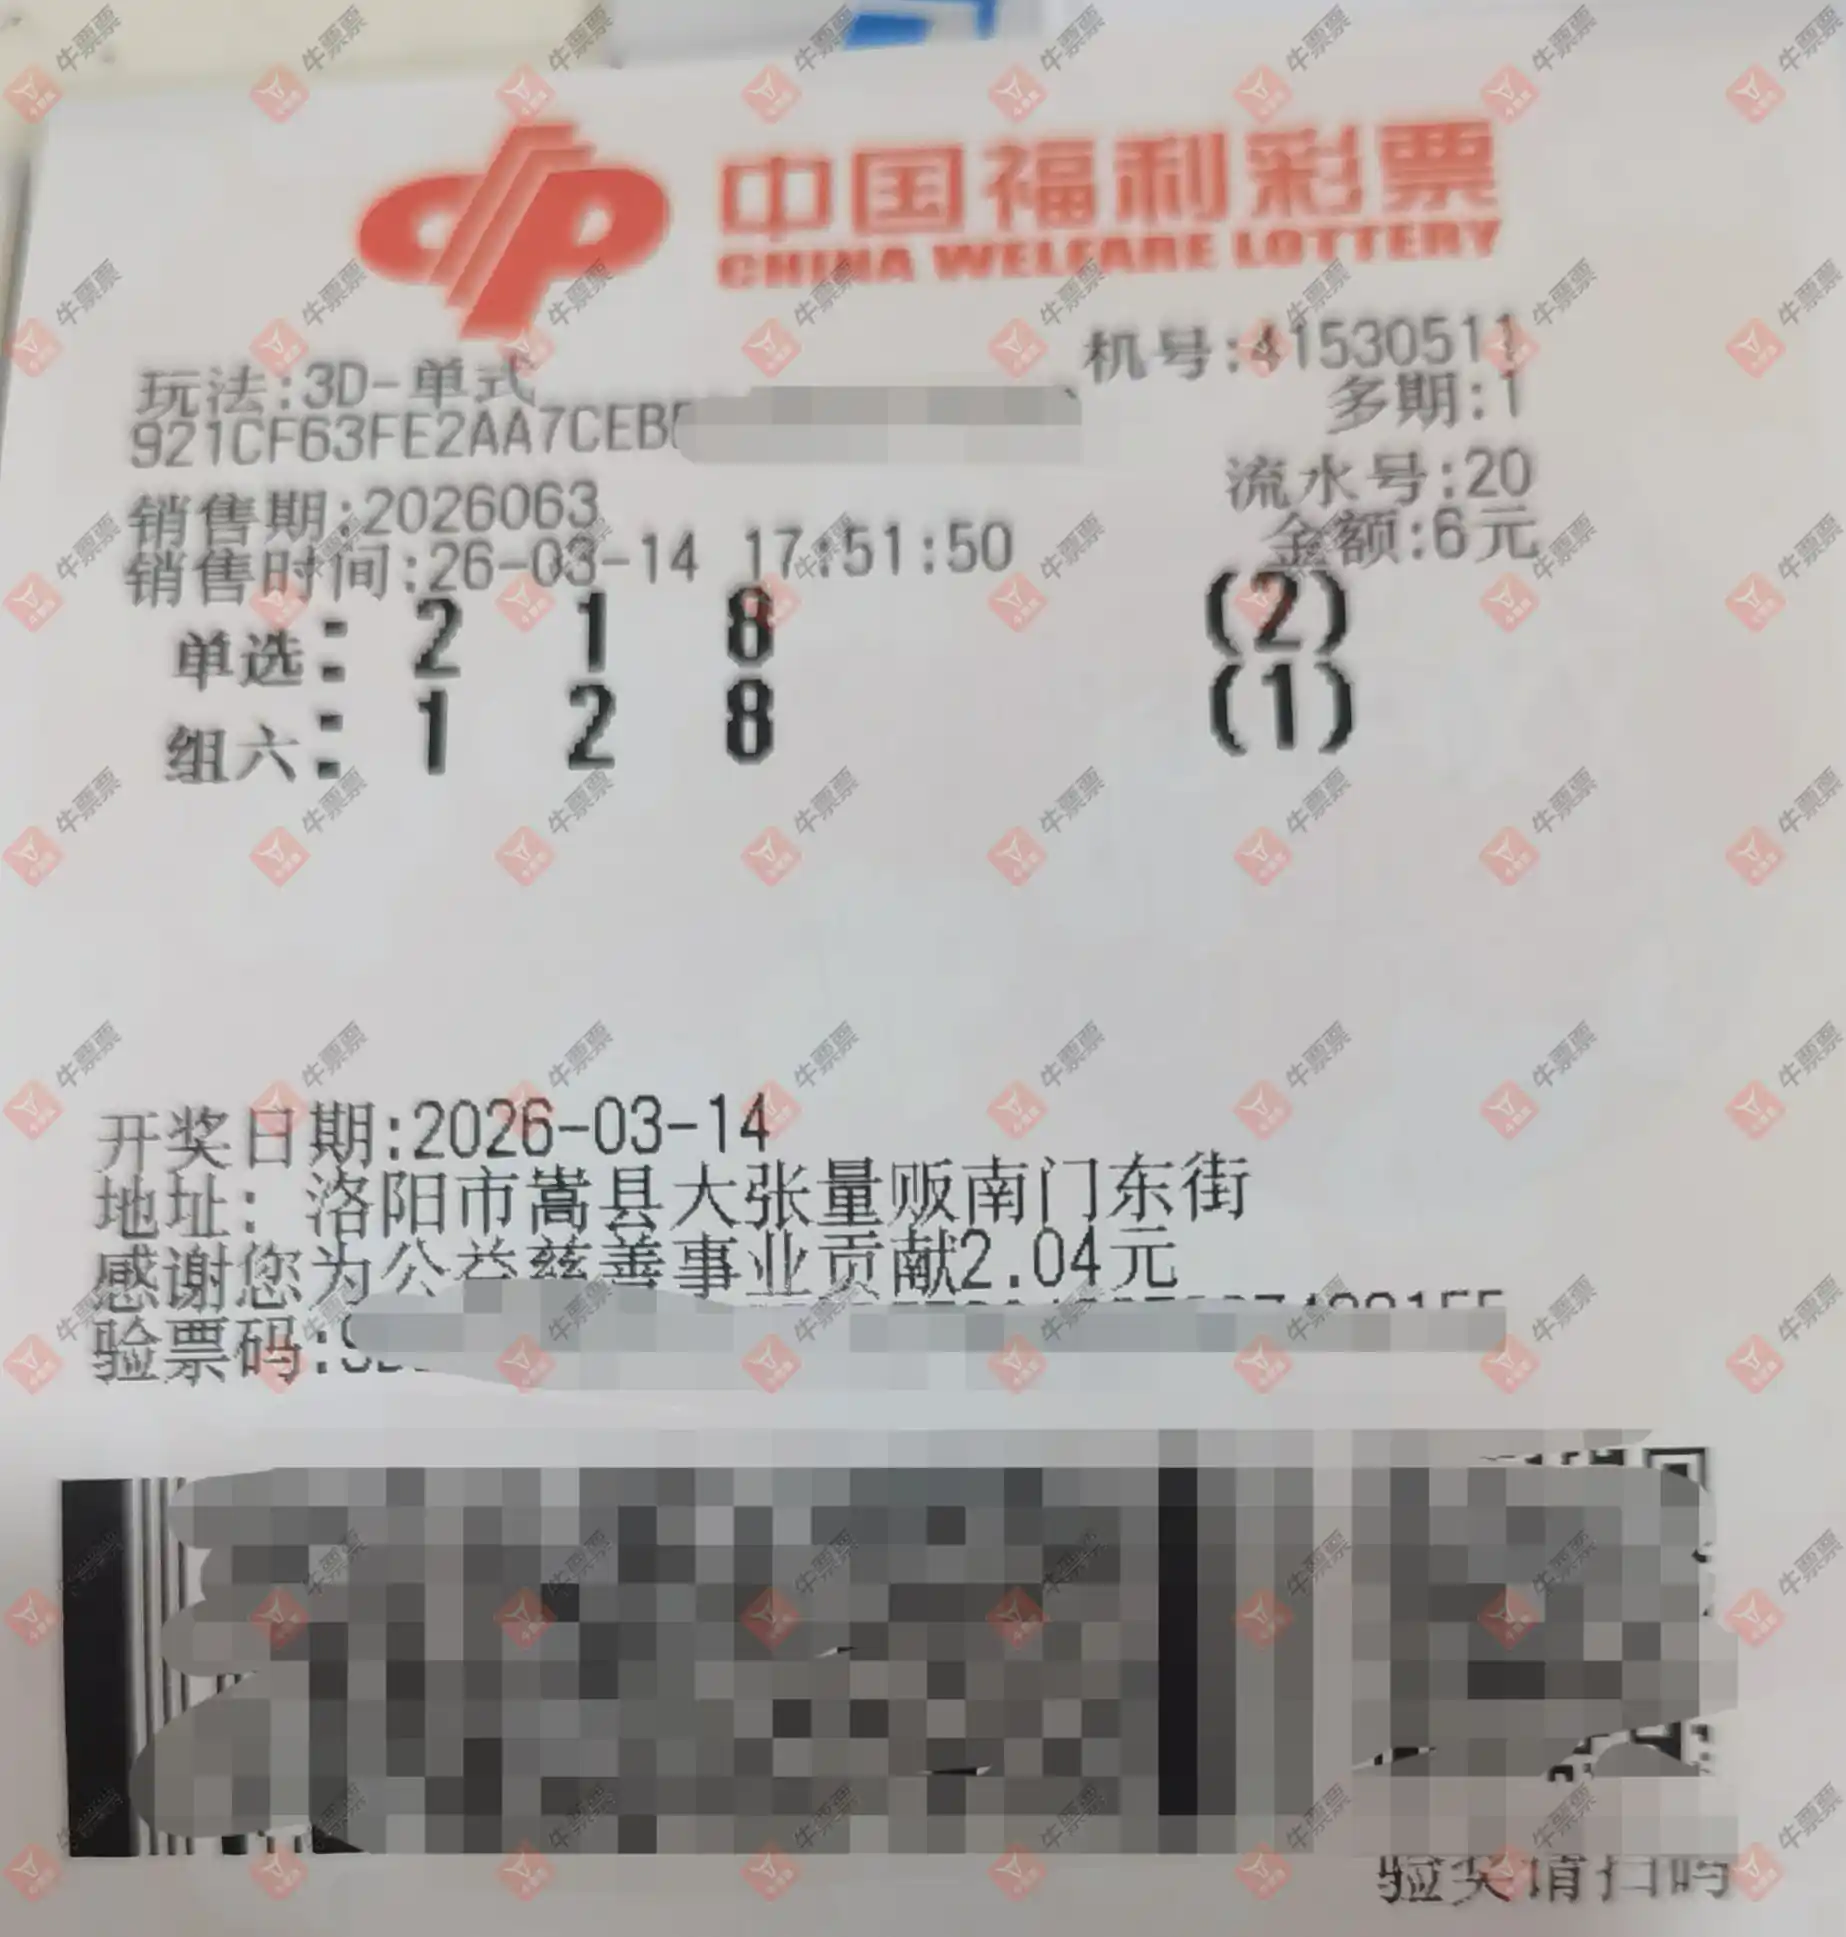 中国福利彩票
CHINA WELFARE LOTTERY
机号:41530511
玩法:3D-单式
多期:1
921CF63FE2AA7CEB
流水号:20
销售期:2026063
金额:6元
销售时间:26-03-14 17:51:50
单选: 2 1 8 (2)
组六: 1 2 8 (1)
开奖日期:2026-03-14
地址: 洛阳市嵩县大张量贩南门东街
感谢您为公益慈善事业贡献2.04元
验票码:
验奖请扫码
牛票票